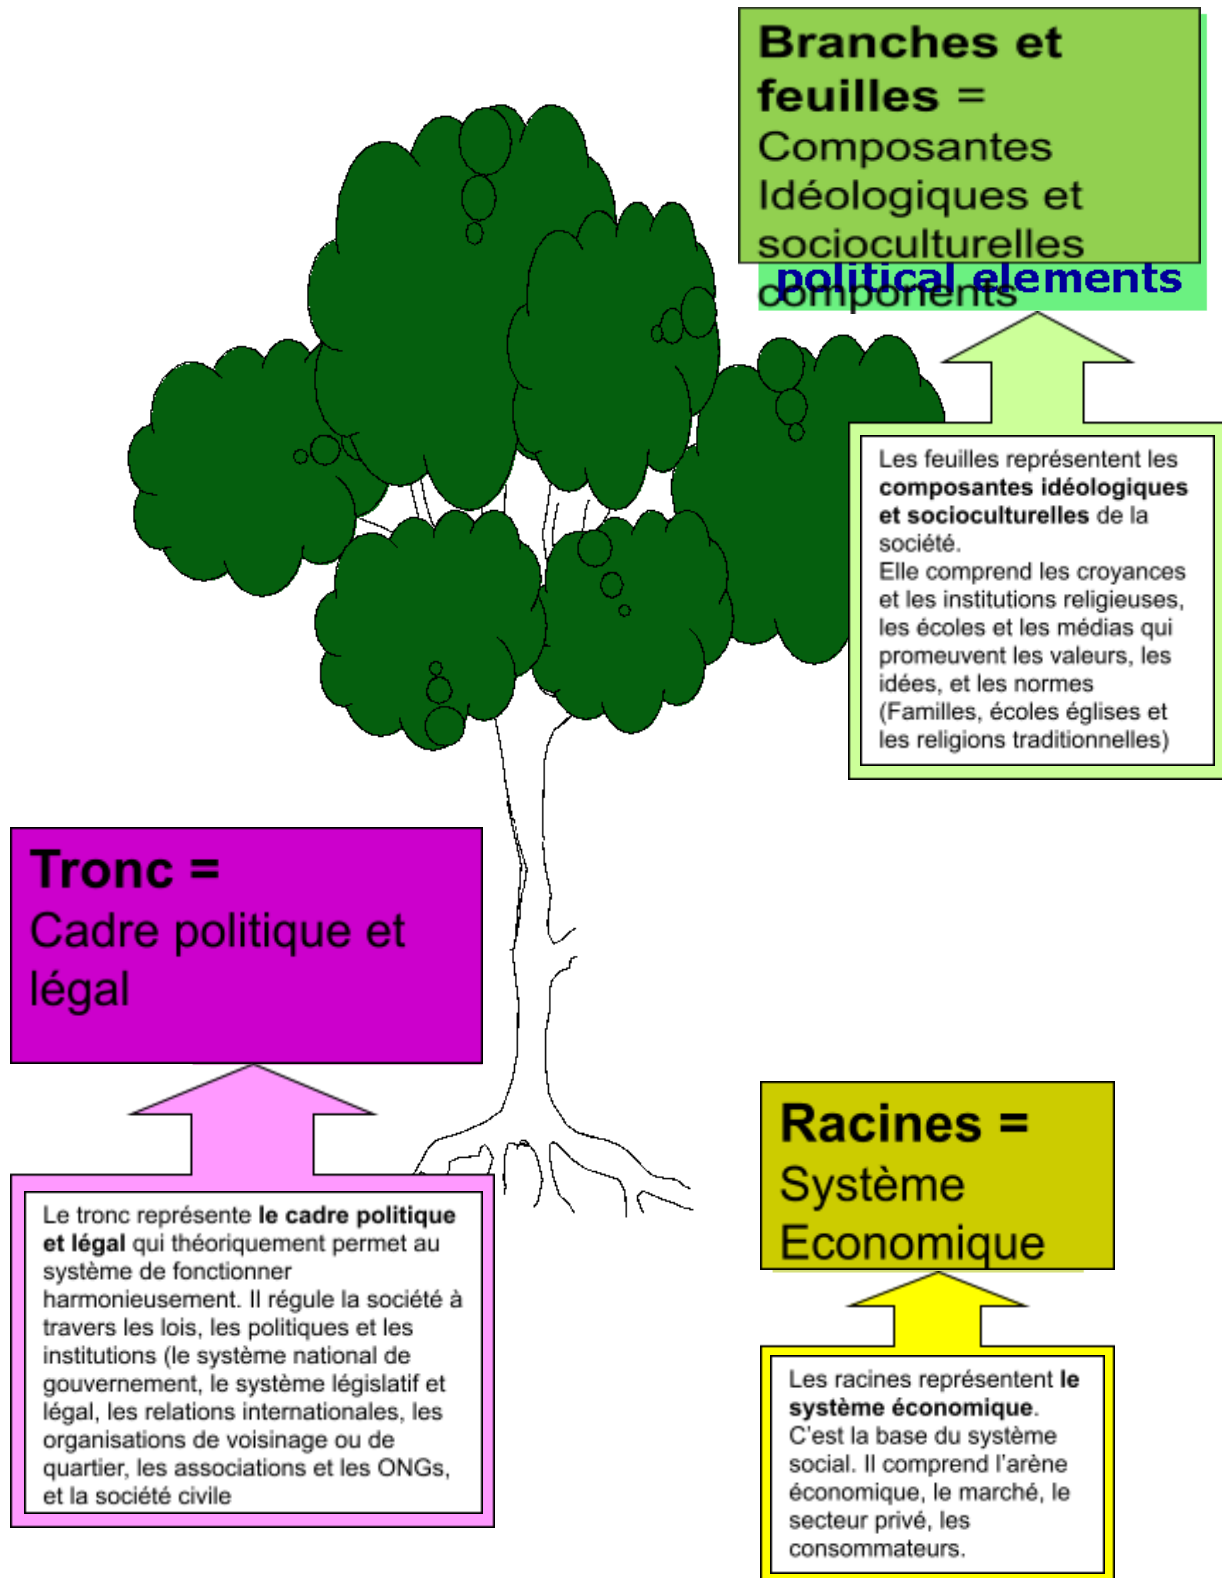 Branches et
feuilles =
Composantes
Idéologiques et
socioculturelles
components
political elements
Les feuilles représentent les
composantes idéologiques
et socioculturelles de la
société.
Elle comprend les croyances
et les institutions religieuses,
les écoles et les médias qui
promeuvent les valeurs, les
idées, et les normes
(Familles, écoles églises et
les religions traditionnelles)
Tronc =
Cadre politique et
légal
Le tronc représente le cadre politique
et légal qui théoriquement permet au
système de fonctionner
harmonieusement. Il régule la société à
travers les lois, les politiques et les
institutions (le système national de
gouvernement, le système législatif et
légal, les relations internationales, les
organisations de voisinage ou de
quartier, les associations et les ONGs,
et la société civile
Racines =
Système
Economique
Les racines représentent le
système économique.
C’est la base du système
social. Il comprend l’arène
économique, le marché, le
secteur privé, les
consommateurs.